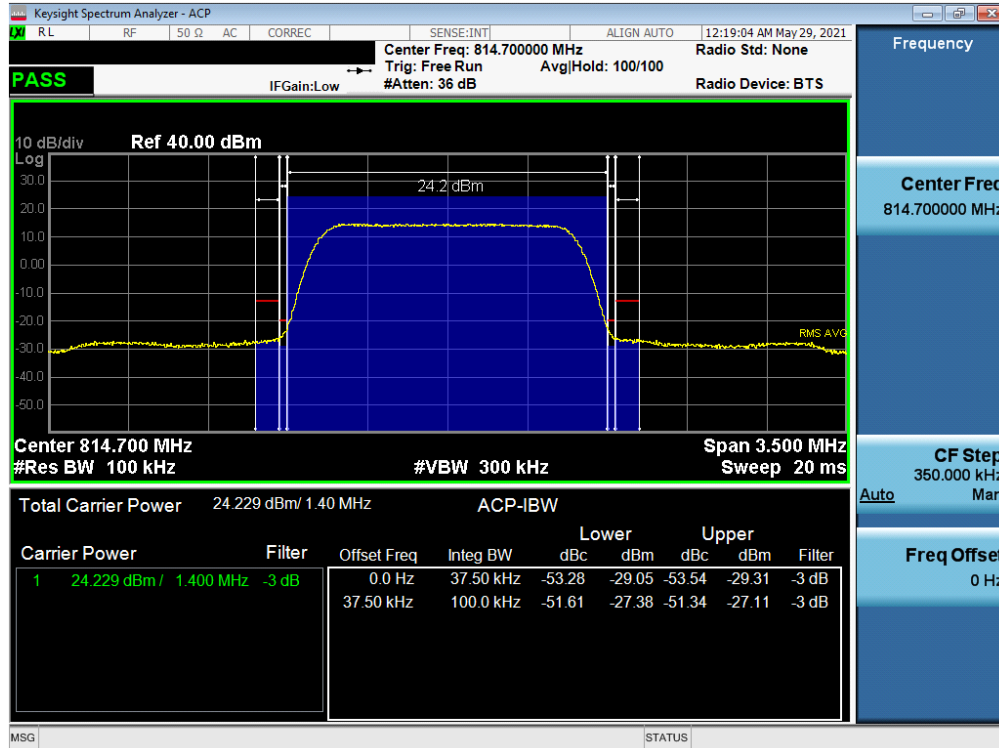 Keysight Spectrum Analyzer - ACP
LXI RL RF 50 Ω AC CORREC SENSE:INT ALIGN AUTO 12:19:04 AM May 29, 2021
Center Freq: 814.700000 MHz Radio Std: None
Trig: Free Run Avg|Hold: 100/100
PASS IFGain:Low #Atten: 36 dB Radio Device: BTS
10 dB/div Ref 40.00 dBm
Log
30.0
24.2 dBm
20.0
10.0
0.00
-10.0
-20.0
RMS AVG
-30.0
-40.0
-50.0
Center 814.700 MHz Span 3.500 MHz
#Res BW 100 kHz #VBW 300 kHz Sweep 20 ms
Total Carrier Power 24.229 dBm/ 1.40 MHz ACP-IBW
Lower Upper
Carrier Power Filter Offset Freq Integ BW dBc dBm dBc dBm Filter
1 24.229 dBm / 1.400 MHz -3 dB 0.0 Hz 37.50 kHz -53.28 -29.05 -53.54 -29.31 -3 dB
37.50 kHz 100.0 kHz -51.61 -27.38 -51.34 -27.11 -3 dB
Frequency
Center Freq
814.700000 MHz
CF Step
350.000 kHz
Auto Man
Freq Offset
0 Hz
MSG STATUS